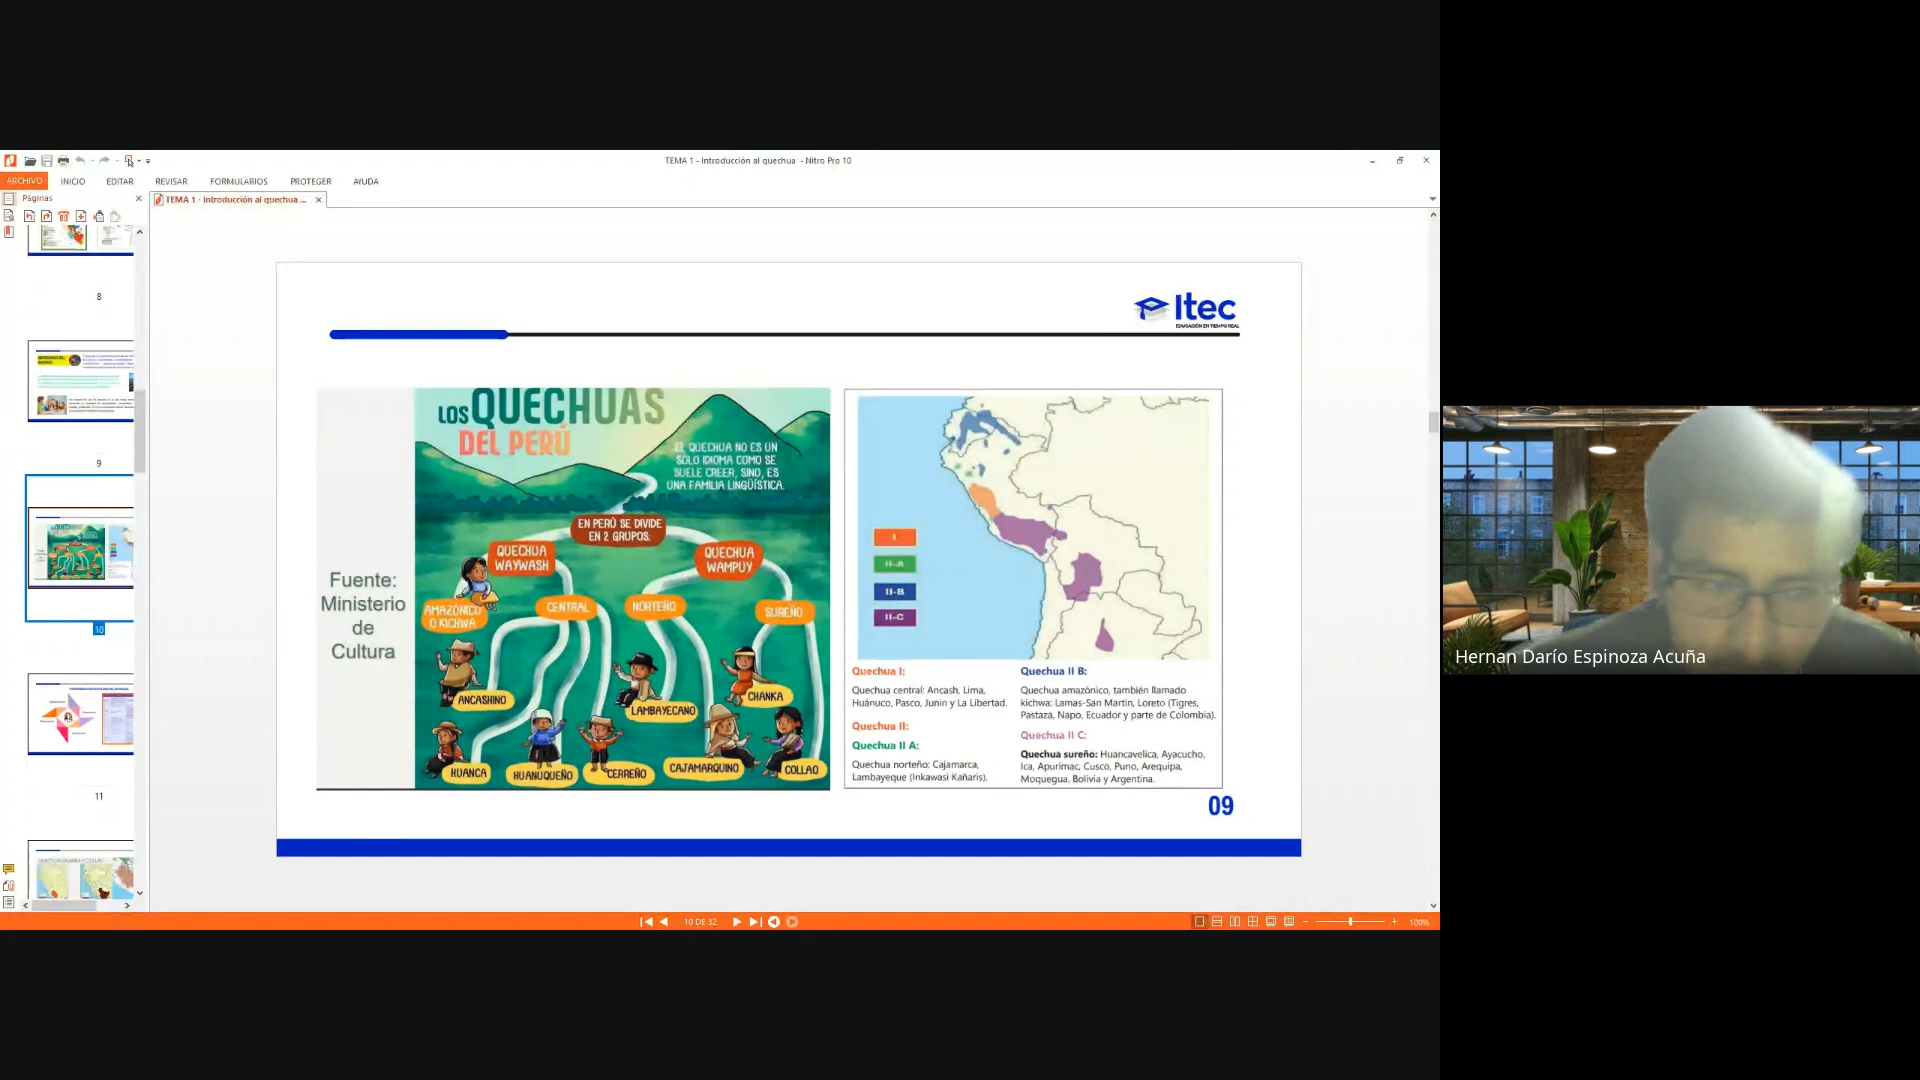 TEMA 1 - Introducción al quechua - Nitro Pro 10
ARCHIVO
INICIO
EDITAR
REVISAR
FORMULARIOS
PROTEGER
AYUDA
Páginas
TEMA 1 - Introducción al quechua ...
8
9
10
11
Itec
EDUCACIÓN EN TIEMPO REAL
Fuente:
Ministerio
de
Cultura
LOS QUECHUAS
DEL PERÚ
EL QUECHUA NO ES UN
SOLO IDIOMA COMO SE
SUELE CREER, SINO, ES
UNA FAMILIA LINGÜÍSTICA.
EN PERÚ SE DIVIDE
EN 2 GRUPOS:
QUECHUA
WAYWASH
QUECHUA
WAMPUY
AMAZÓNICO
O KICHWA
CENTRAL
NORTEÑO
SUREÑO
ANCASHINO
LAMBAYECANO
CHANKA
HUANCA
HUANUQUEÑO
CERREÑO
CAJAMARQUINO
COLLAO
I
II-A
II-B
II-C
Quechua I:
Quechua central: Ancash, Lima,
Huánuco, Pasco, Junin y La Libertad.
Quechua II:
Quechua II A:
Quechua norteño: Cajamarca,
Lambayeque (Inkawasi Kañaris).
Quechua II B:
Quechua amazónico, también llamado
kichwa: Lamas-San Martin, Loreto (Tigres,
Pastaza, Napo, Ecuador y parte de Colombia).
Quechua II C:
Quechua sureño: Huancavelica, Ayacucho,
Ica, Apurimac, Cusco, Puno, Arequipa,
Moquegua, Bolivia y Argentina.
09
10 DE 32
100%
Hernan Darío Espinoza Acuña